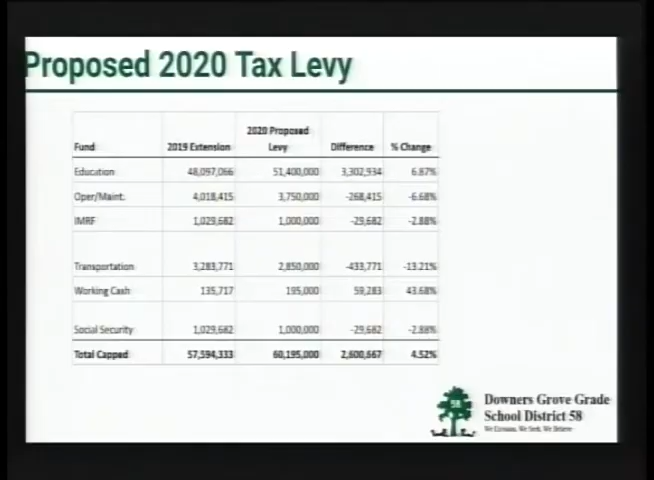 Proposed 2020 Tax Levy
2020 Proposed
Fund 2019 Extension Levy Difference % Change
Education 48,097,066 51,400,000 3,302,934 6.87%
Oper/Maint. 4,018,415 3,750,000 -268,415 -6.68%
IMRF 1,029,682 1,000,000 -29,682 -2.88%
Transportation 3,283,771 2,850,000 -433,771 -13.21%
Working Cash 135,717 195,000 59,283 43.68%
Social Security 1,029,682 1,000,000 -29,682 -2.88%
Total Capped 57,594,333 60,195,000 2,600,667 4.52%
58
Downers Grove Grade
School District 58